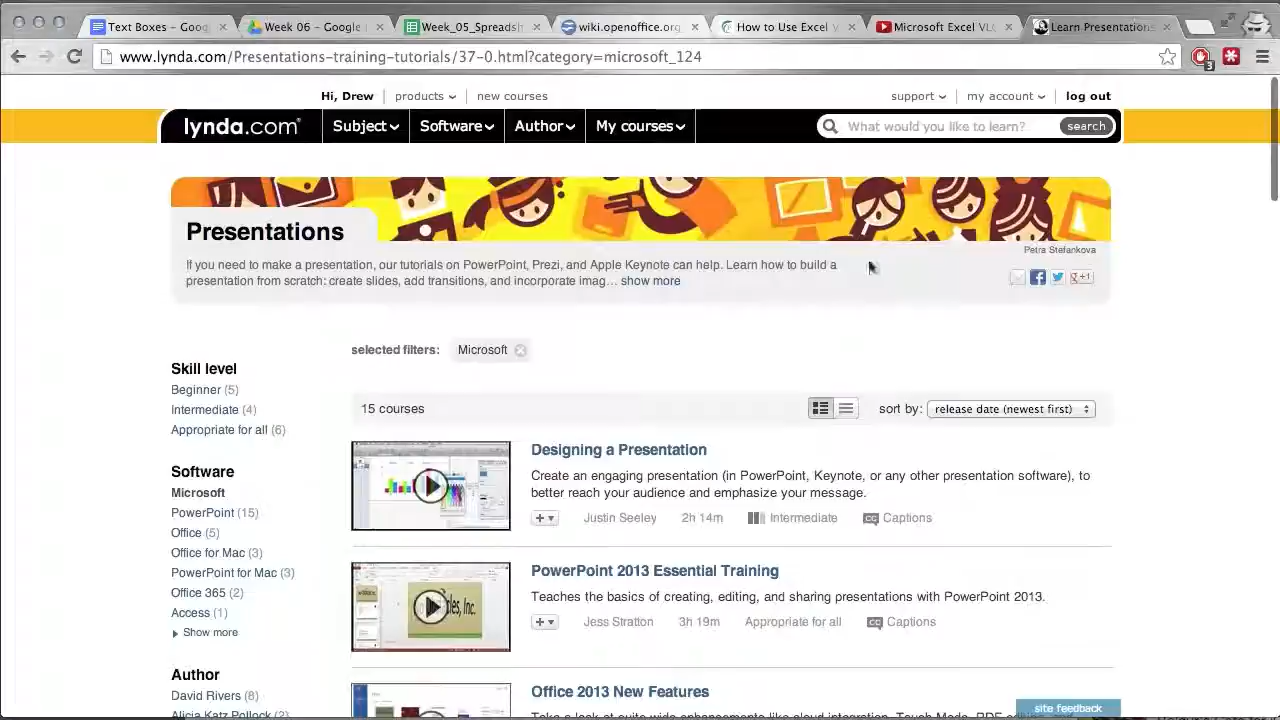 Text Boxes – Goog
Week 06 – Google
Week_05_Spreadsh
wiki.openoffice.org
How to Use Excel
Microsoft Excel VL
Learn Presentations
www.lynda.com/Presentations-training-tutorials/37-0.html?category=microsoft_124
3
Hi, Drew
products
new courses
support
my account
log out
lynda.com
Subject
Software
Author
My courses
What would you like to learn?
search
Presentations
Petra Stefankova
If you need to make a presentation, our tutorials on PowerPoint, Prezi, and Apple Keynote can help. Learn how to build a
presentation from scratch: create slides, add transitions, and incorporate imag... show more
+1
selected filters: Microsoft
Skill level
Beginner (5)
Intermediate (4)
Appropriate for all (6)
15 courses
sort by: release date (newest first)
Software
Microsoft
PowerPoint (15)
Office (5)
Office for Mac (3)
PowerPoint for Mac (3)
Office 365 (2)
Access (1)
Show more
Author
David Rivers (8)
Alicia Katz Pollock (2)
Designing a Presentation
Create an engaging presentation (in PowerPoint, Keynote, or any other presentation software), to
better reach your audience and emphasize your message.
Justin Seeley 2h 14m Intermediate CC Captions
PowerPoint 2013 Essential Training
Teaches the basics of creating, editing, and sharing presentations with PowerPoint 2013.
Jess Stratton 3h 19m Appropriate for all CC Captions
Office 2013 New Features
site feedback